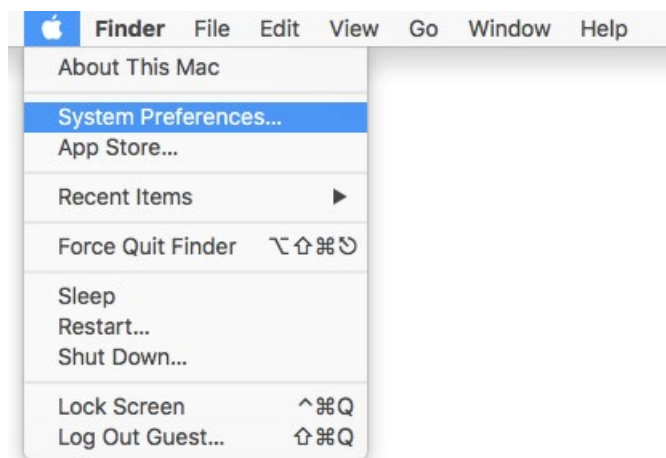 Finder File Edit View Go Window Help
About This Mac
System Preferences...
App Store...
Recent Items ▶
Force Quit Finder ⌥⇧⌘⎋
Sleep
Restart...
Shut Down...
Lock Screen ^⌘Q
Log Out Guest... ⇧⌘Q